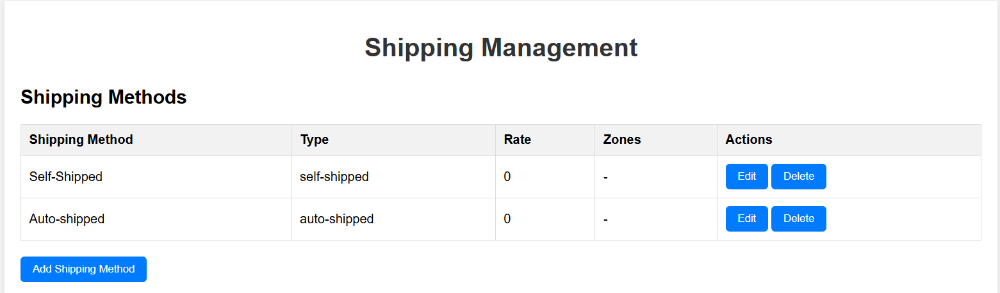 Shipping Management
Shipping Methods
Shipping Method Type Rate Zones Actions
Self-Shipped self-shipped 0 - Edit Delete
Auto-shipped auto-shipped 0 - Edit Delete
Add Shipping Method